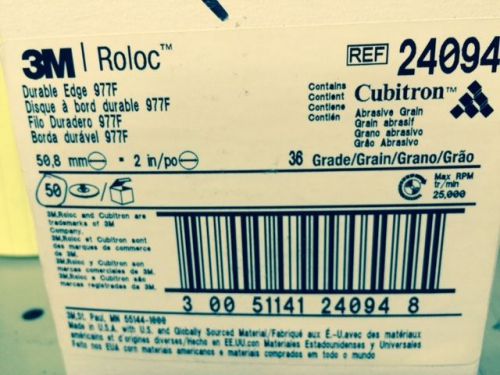 3M | Roloc™
REF 24094
Durable Edge 977F
Disque à bord durable 977F
Filo Duradero 977F
Borda durável 977F
Contains
Contient
Contiene
Contién
Cubitron™
Abrasive Grain
Grain abrasif
Grano abrasivo
Grão Abrasivo
50,8 mm - 2 in/po
36 Grade/Grain/Grano/Grão
50 /
Max RPM
tr/min
25,000
3M,Roloc and Cubitron are
trademarks of 3M
Company.
3M,Roloc et Cubitron sont
des marques de commerce
de 3M.
3M,Roloc y Cubitron son
marcas comerciales de 3M.
3M,Roloc e Cubitron são
marcas registradas de 3M.
3 00 51141 24094 8
3M,St. Paul, MN 55144-1000
Made in U.S.A. with U.S. and Globally Sourced Material/Fabriqué aux É.-U.avec des matériaux
américains et d'origines diverses/Hecho en EE.UU.con Materiales Estadounidenses y Universales
Feito nos EUA com materiais americanos e materiais comprados em todo o mundo